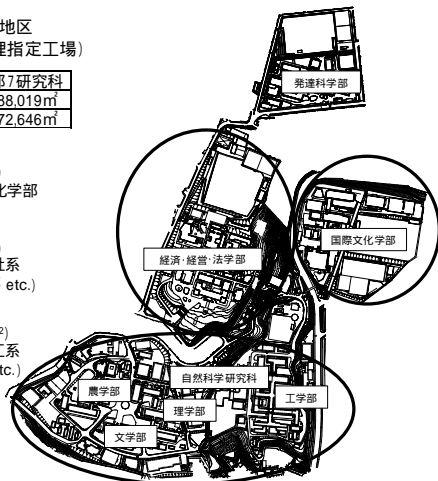 地区
理指定工場)
部7研究科
88,019㎡
72,646㎡
化学部
社系
etc.)
²)
工系
tc.)
発達科学部
国際文化学部
経済・経営・法学部
自然科学研究科
農学部
理学部
工学部
文学部